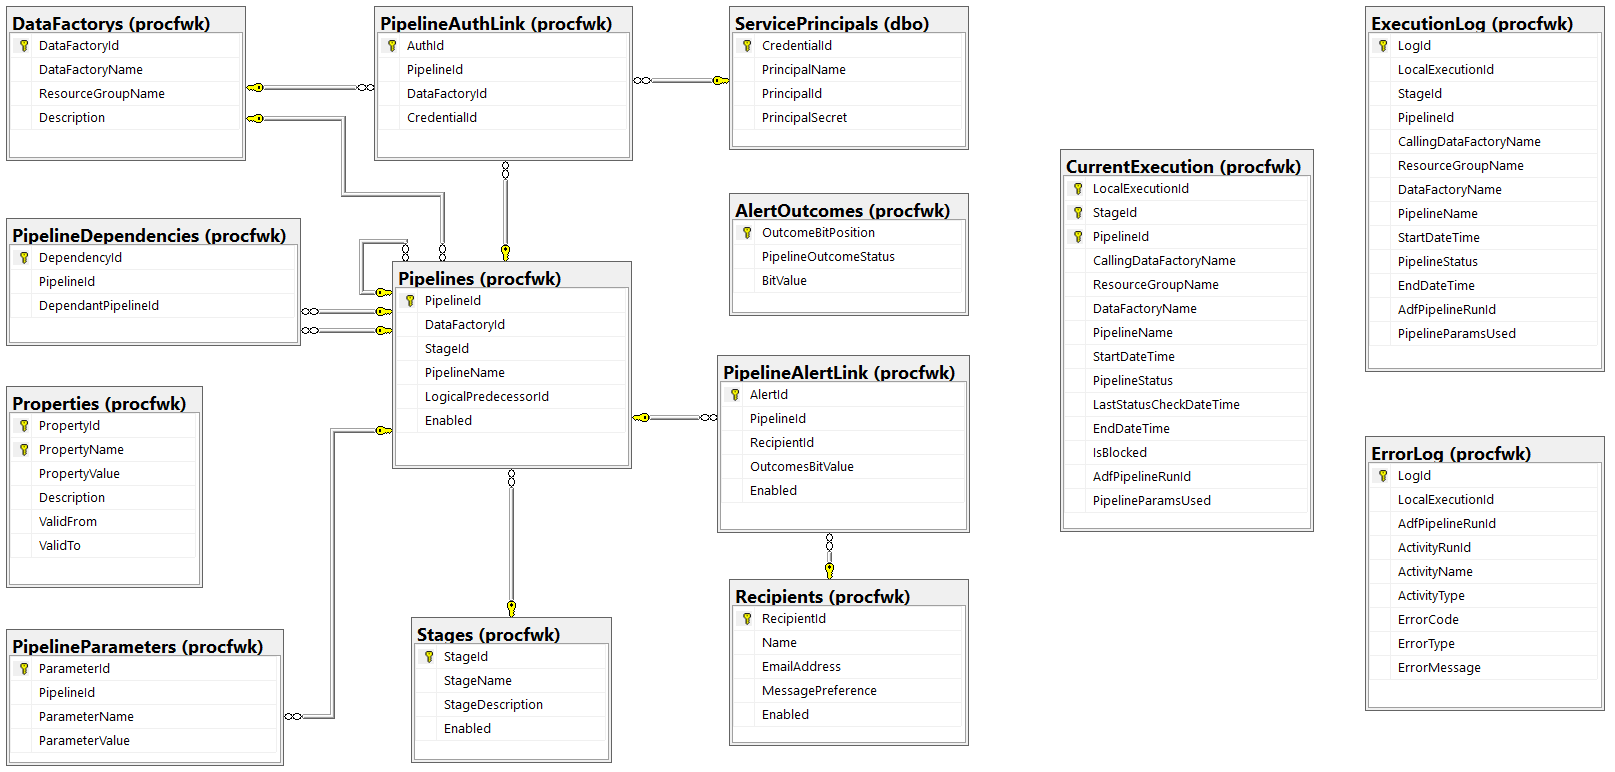 DataFactorys (procfwk)
DataFactoryId
DataFactoryName
ResourceGroupName
Description
PipelineAuthLink (procfwk)
AuthId
PipelineId
DataFactoryId
CredentialId
ServicePrincipals (dbo)
CredentialId
PrincipalName
PrincipalId
PrincipalSecret
ExecutionLog (procfwk)
LogId
LocalExecutionId
StageId
PipelineId
CallingDataFactoryName
ResourceGroupName
DataFactoryName
PipelineName
StartDateTime
PipelineStatus
EndDateTime
AdfPipelineRunId
PipelineParamsUsed
CurrentExecution (procfwk)
LocalExecutionId
StageId
PipelineId
CallingDataFactoryName
ResourceGroupName
DataFactoryName
PipelineName
StartDateTime
PipelineStatus
LastStatusCheckDateTime
EndDateTime
IsBlocked
AdfPipelineRunId
PipelineParamsUsed
AlertOutcomes (procfwk)
OutcomeBitPosition
PipelineOutcomeStatus
BitValue
PipelineDependencies (procfwk)
DependencyId
PipelineId
DependantPipelineId
Pipelines (procfwk)
PipelineId
DataFactoryId
StageId
PipelineName
LogicalPredecessorId
Enabled
PipelineAlertLink (procfwk)
AlertId
PipelineId
RecipientId
OutcomesBitValue
Enabled
Properties (procfwk)
PropertyId
PropertyName
PropertyValue
Description
ValidFrom
ValidTo
ErrorLog (procfwk)
LogId
LocalExecutionId
AdfPipelineRunId
ActivityRunId
ActivityName
ActivityType
ErrorCode
ErrorType
ErrorMessage
Recipients (procfwk)
RecipientId
Name
EmailAddress
MessagePreference
Enabled
Stages (procfwk)
StageId
StageName
StageDescription
Enabled
PipelineParameters (procfwk)
ParameterId
PipelineId
ParameterName
ParameterValue